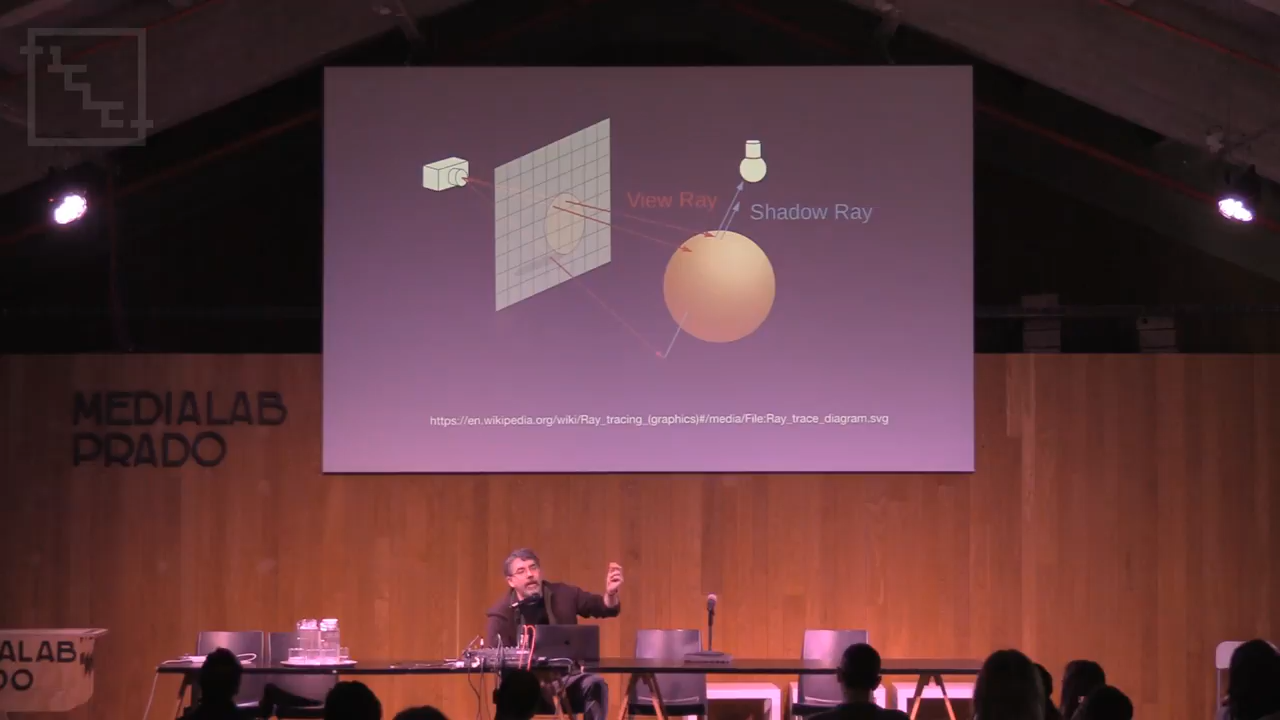 View Ray
Shadow Ray
https://en.wikipedia.org/wiki/Ray_tracing_(graphics)#/media/File:Ray_trace_diagram.svg
MEDIALAB
PRADO
ALAB
DO